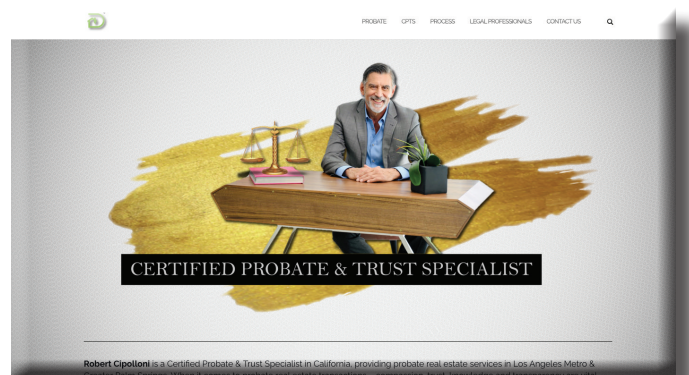 PROBATE CPTS PROCESS LEGAL PROFESSIONALS CONTACT US
CERTIFIED PROBATE & TRUST SPECIALIST
Robert Cipolloni is a Certified Probate & Trust Specialist in California, providing probate real estate services in Los Angeles Metro &